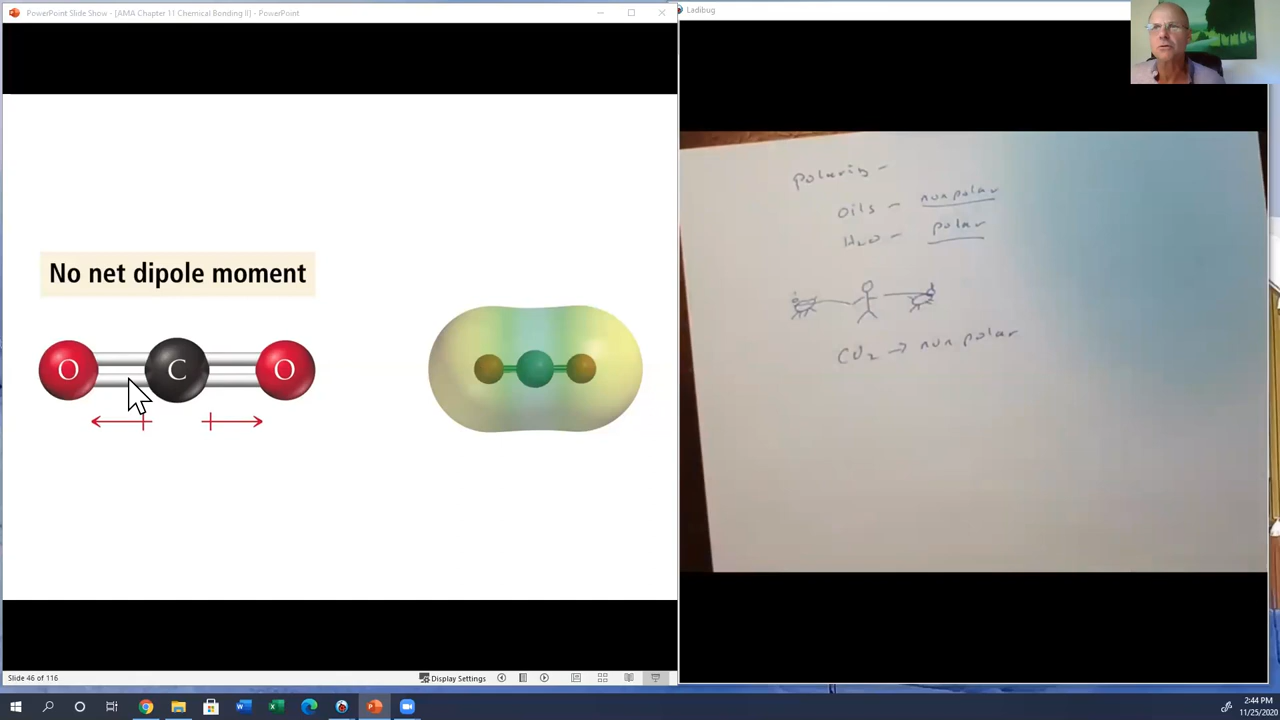 PowerPoint Slide Show - [AMA Chapter 11 Chemical Bonding II] - PowerPoint
Ladibug
No net dipole moment
O C O
polarity -
Oils - nonpolar
H2O - polar
CO2 → nonpolar
Slide 46 of 116
Display Settings
2:44 PM
11/25/2020